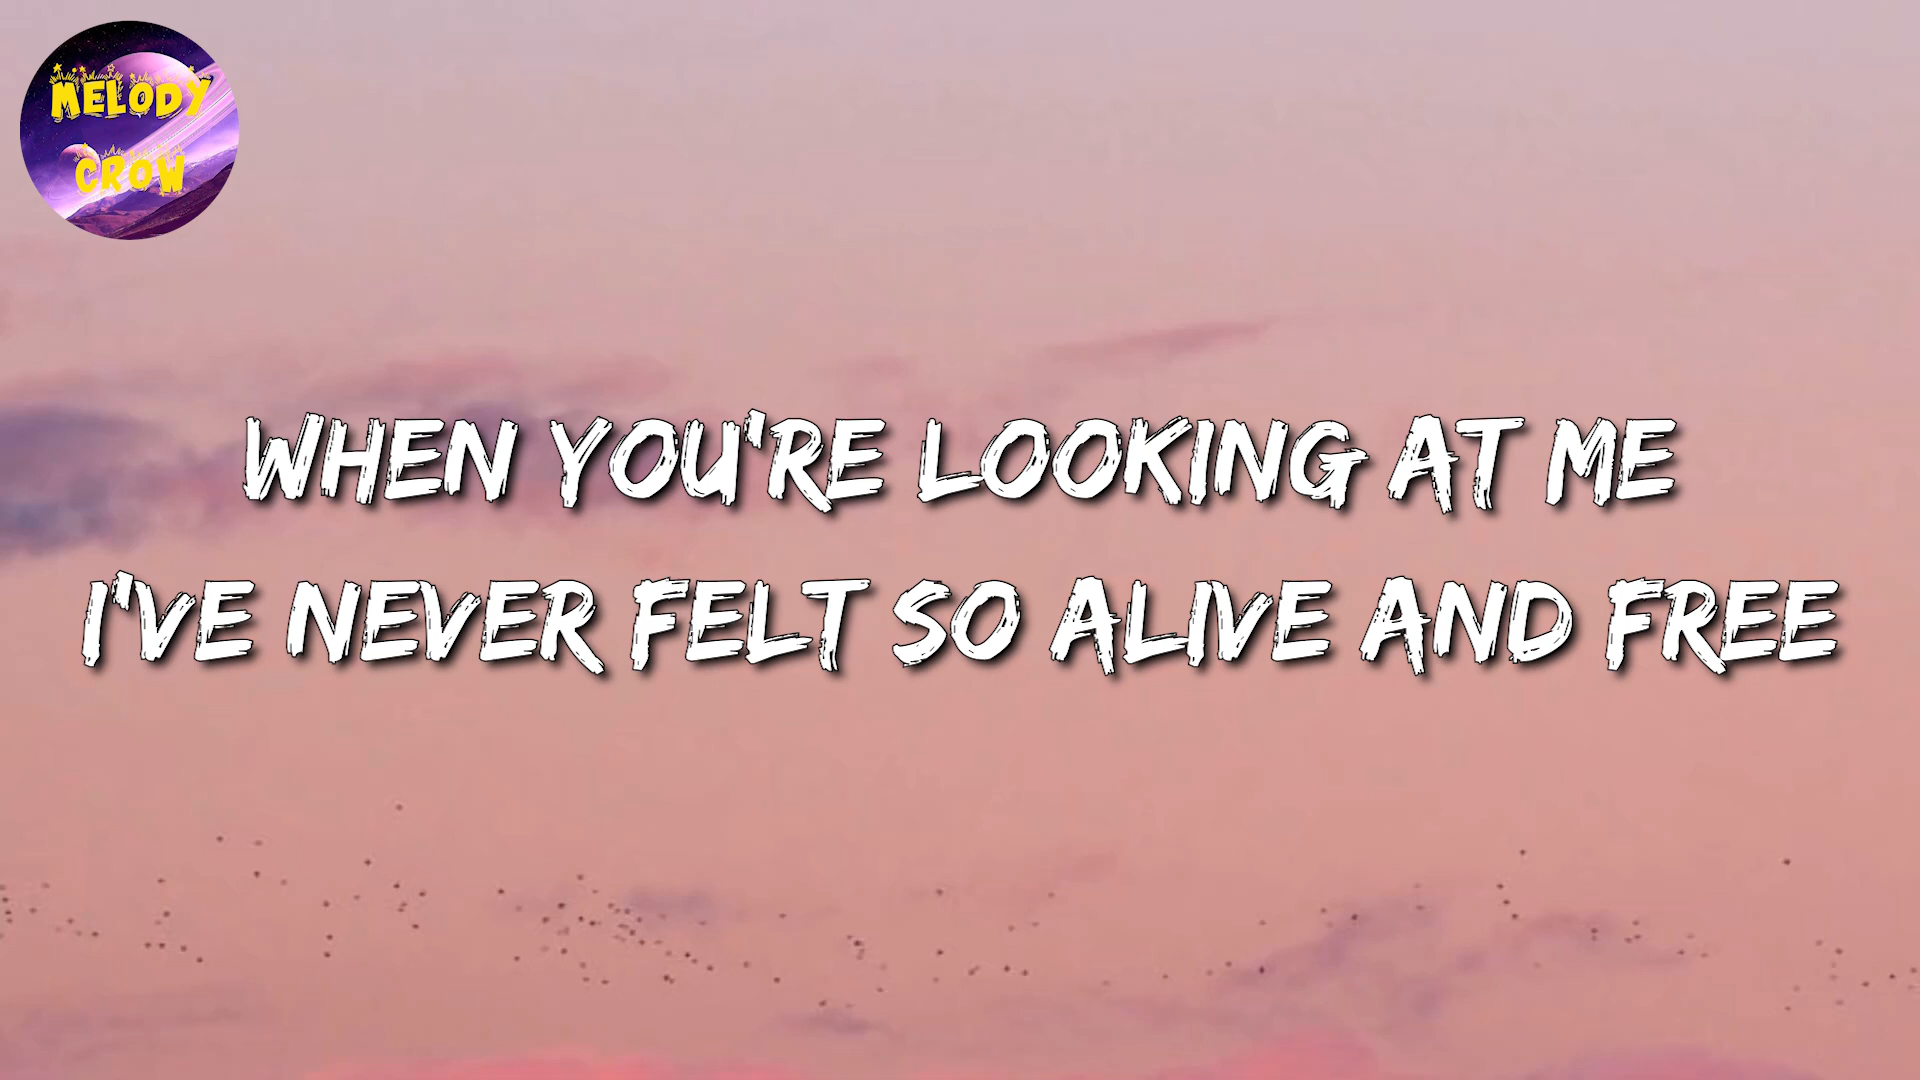 MELODY
CROW
WHEN YOU'RE LOOKING AT ME
I'VE NEVER FELT SO ALIVE AND FREE